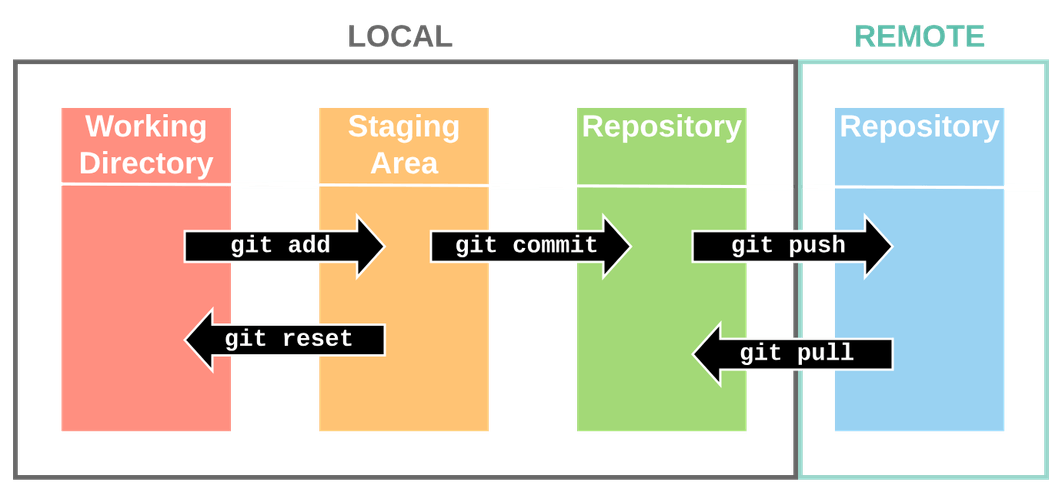 LOCAL
REMOTE
Working
Directory
Staging
Area
Repository
Repository
git add
git commit
git push
git reset
git pull